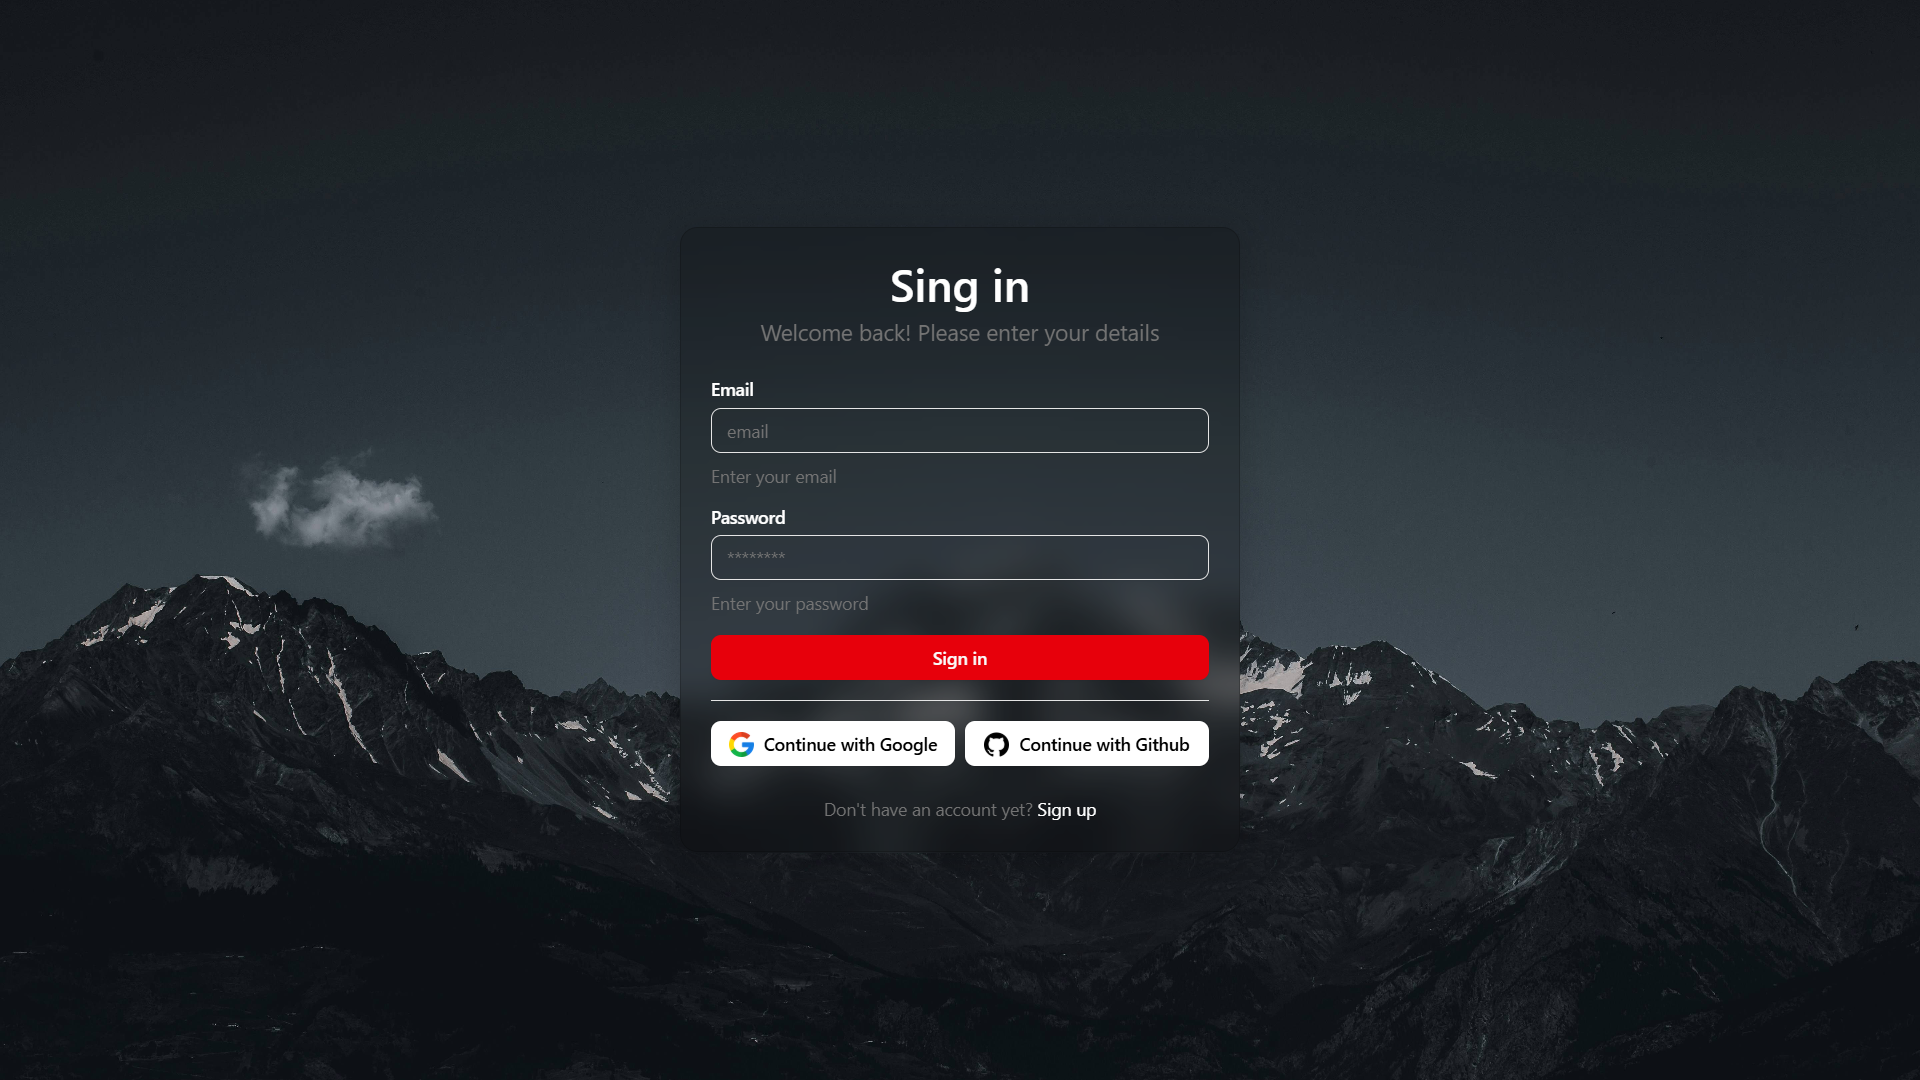 Sing in
Welcome back! Please enter your details
Email
email
Enter your email
Password
********
Enter your password
Sign in
Continue with Google
Continue with Github
Don't have an account yet? Sign up